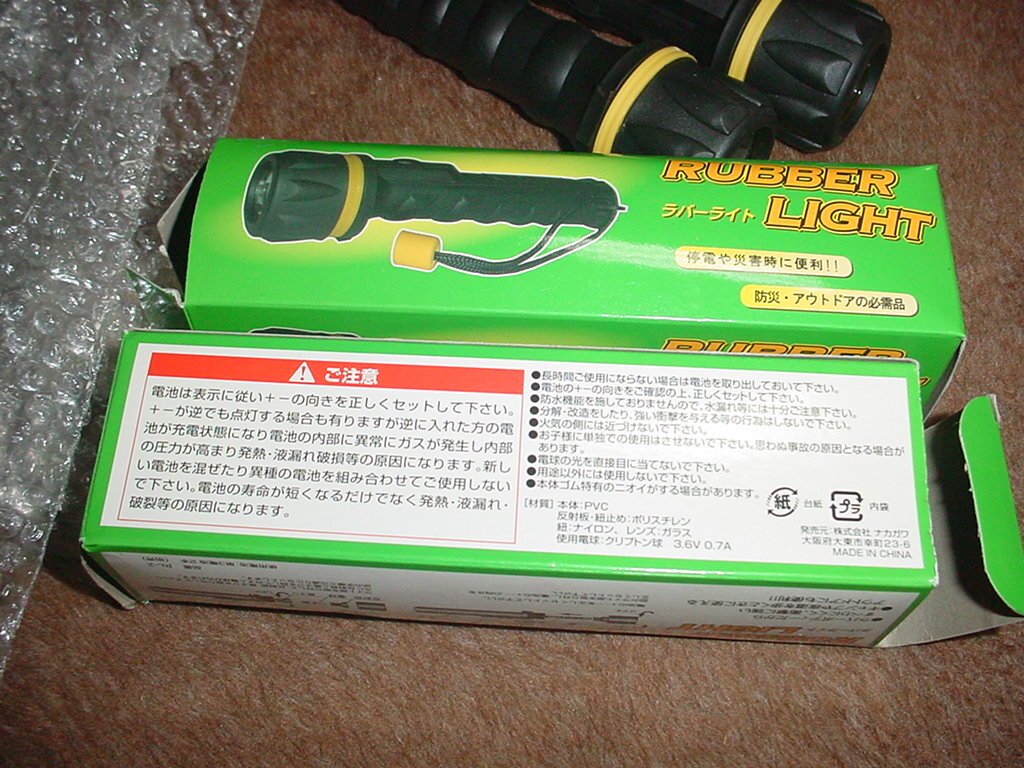 RUBBER
ラバーライト LIGHT
停電や災害時に便利!!
防災・アウトドアの必需品
RUBBER
ご注意
電池は表示に従い+-の向きを正しくセットして下さい。
+-が逆でも点灯する場合も有りますが逆に入れた方の電
池が充電状態になり電池の内部に異常にガスが発生し内部
の圧力が高まり発熱・液漏れ破損等の原因になります。新し
い電池を混ぜたり異種の電池を組み合わせてご使用しない
で下さい。電池の寿命が短くなるだけでなく発熱・液漏れ・
破裂等の原因になります。
●長時間ご使用にならない場合は電池を取り出しておいて下さい。
●電池の+-の向きをご確認の上、正しくセットして下さい。
●防水機能を施しておりませんので、水漏れ等には十分ご注意下さい。
●分解・改造をしたり、強い衝撃を与える等の行為はしないで下さい。
●火気の側には近づけないで下さい。
●お子様に単独での使用はさせないで下さい。思わぬ事故の原因となる場合が
あります。
●電球の光を直接目に当てないで下さい。
●用途以外には使用しないで下さい。
●本体ゴム特有のニオイがする場合があります。
[材質] 本体:PVC
反射板・紐止め:ポリスチレン
紐:ナイロン、レンズ:ガラス
使用電球:クリプトン球 3.6V 0.7A
紙 台紙 プラ 内袋
発売元:株式会社 ナカガワ
大阪府大東市幸町23-6
MADE IN CHINA